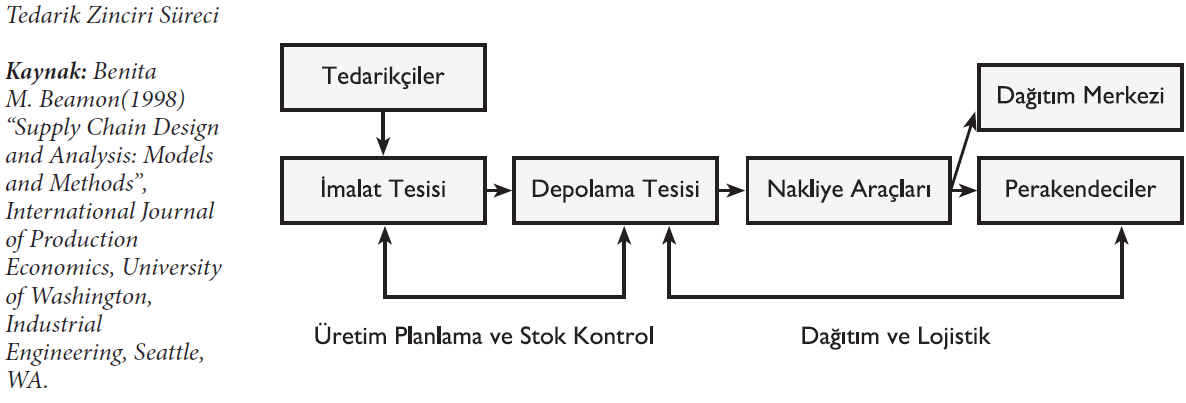 Tedarik Zinciri Süreci
Kaynak: Benita
M. Beamon(1998)
“Supply Chain Design
and Analysis: Models
and Methods”,
International Journal
of Production
Economics, University
of Washington,
Industrial
Engineering, Seattle,
WA.
Tedarikçiler
Dağıtım Merkezi
İmalat Tesisi
Depolama Tesisi
Nakliye Araçları
Perakendeciler
Üretim Planlama ve Stok Kontrol
Dağıtım ve Lojistik